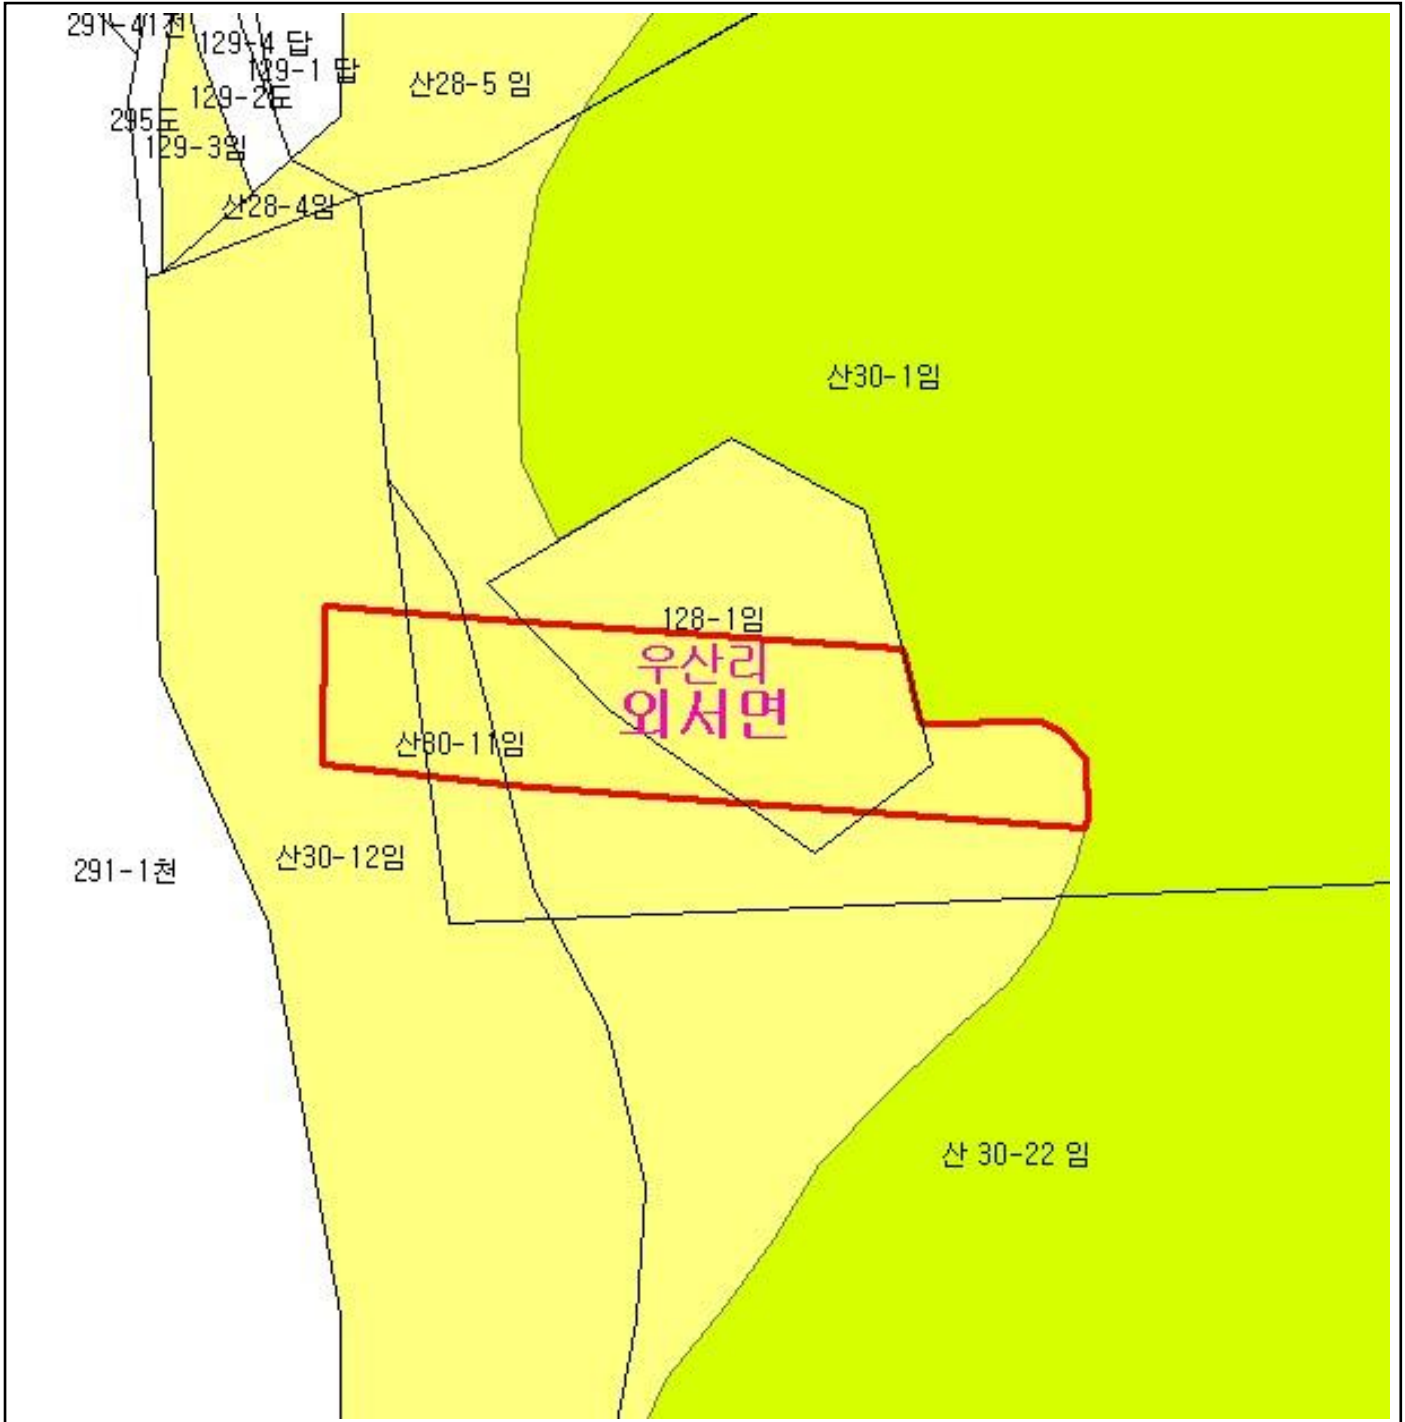 291-41천
129-4 답
129-1 답
산28-5 임
129-2도
295도
129-3임
산28-4임
산30-1임
128-1임
우산리
외서면
산30-11임
산30-12임
291-1천
산 30-22 임